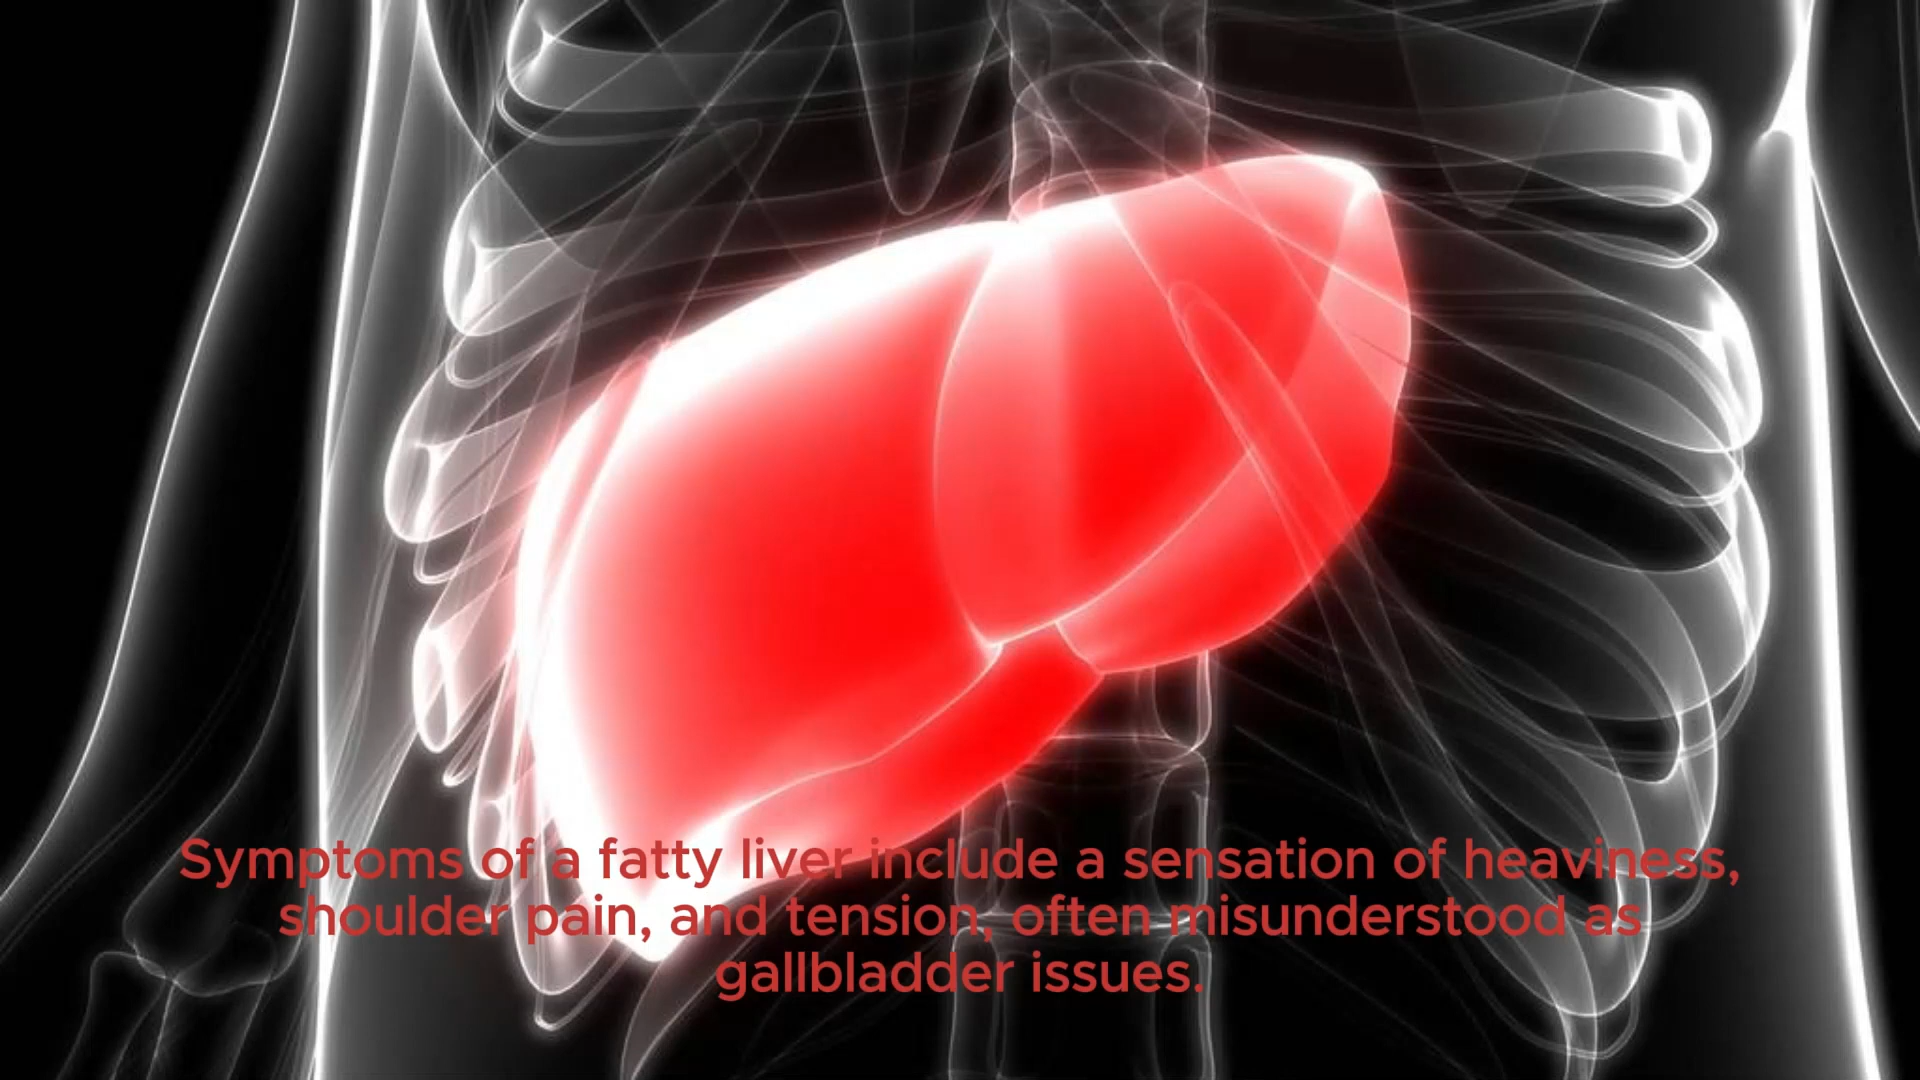 Symptoms of a fatty liver include a sensation of heaviness,
shoulder pain, and tension, often misunderstood as
gallbladder issues.